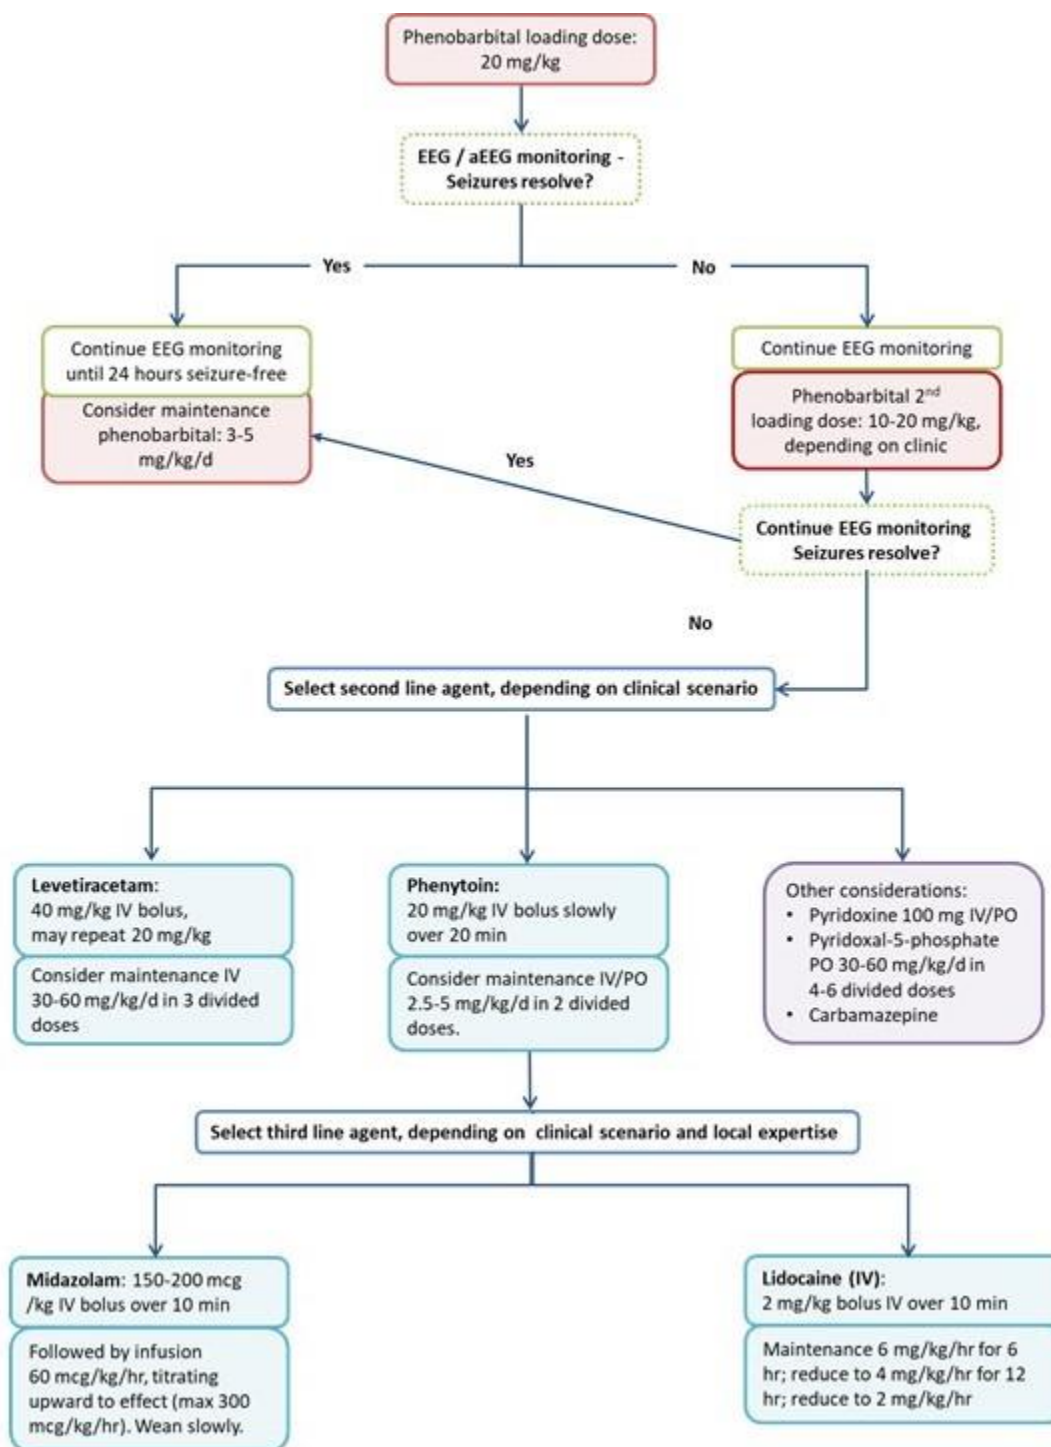 Phenobarbital loading dose:
20 mg/kg
EEG / aEEG monitoring -
Seizures resolve?
Yes
No
Continue EEG monitoring
until 24 hours seizure-free
Consider maintenance
phenobarbital: 3-5
mg/kg/d
Continue EEG monitoring
Phenobarbital 2nd
loading dose: 10-20 mg/kg,
depending on clinic
Yes
Continue EEG monitoring
Seizures resolve?
No
Select second line agent, depending on clinical scenario
Levetiracetam:
40 mg/kg IV bolus,
may repeat 20 mg/kg
Consider maintenance IV
30-60 mg/kg/d in 3 divided
doses
Phenytoin:
20 mg/kg IV bolus slowly
over 20 min
Consider maintenance IV/PO
2.5-5 mg/kg/d in 2 divided
doses.
Other considerations:
• Pyridoxine 100 mg IV/PO
• Pyridoxal-5-phosphate
PO 30-60 mg/kg/d in
4-6 divided doses
• Carbamazepine
Select third line agent, depending on clinical scenario and local expertise
Midazolam: 150-200 mcg
/kg IV bolus over 10 min
Followed by infusion
60 mcg/kg/hr, titrating
upward to effect (max 300
mcg/kg/hr). Wean slowly.
Lidocaine (IV):
2 mg/kg bolus IV over 10 min
Maintenance 6 mg/kg/hr for 6
hr; reduce to 4 mg/kg/hr for 12
hr; reduce to 2 mg/kg/hr